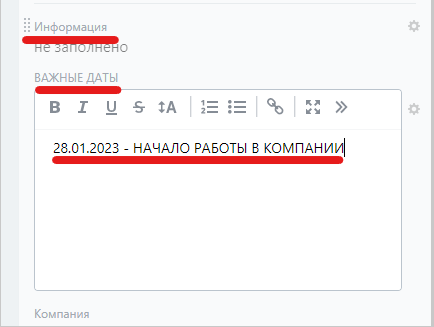 Информация
не заполнено
ВАЖНЫЕ ДАТЫ
B I U S A
28.01.2023 - НАЧАЛО РАБОТЫ В КОМПАНИИ
Компания